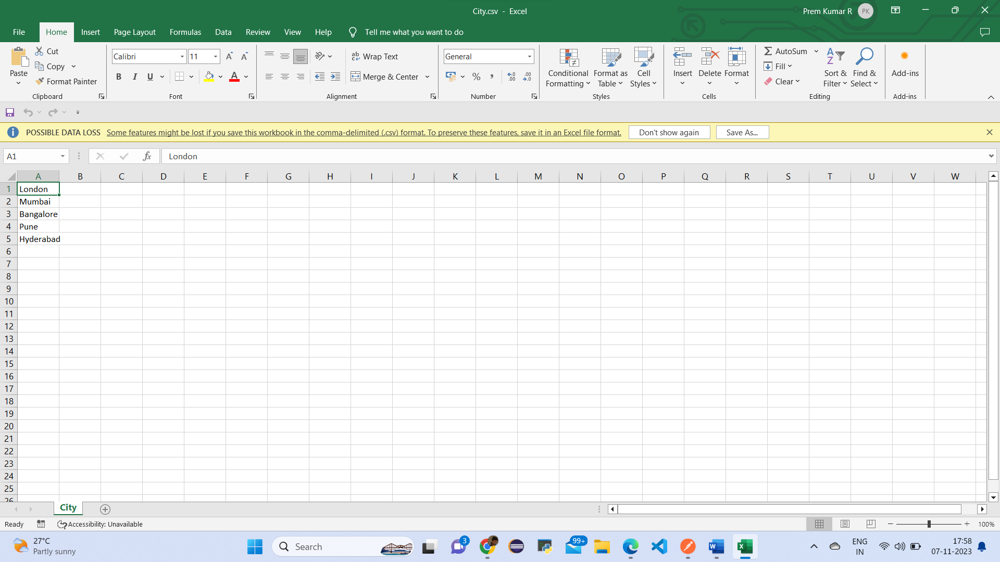 City.csv - Excel
Prem Kumar R PK
File Home Insert Page Layout Formulas Data Review View Help Tell me what you want to do
Paste
Cut
Copy
Format Painter
Clipboard
Calibri 11
B I U A
Font
ab Wrap Text
Merge & Center
Alignment
General
% ,
Number
Conditional Formatting
Format as Table
Cell Styles
Styles
Insert Delete Format
Cells
AutoSum
Fill
Clear
Sort & Filter
Find & Select
Editing
Add-ins
Add-ins
POSSIBLE DATA LOSS Some features might be lost if you save this workbook in the comma-delimited (.csv) format. To preserve these features, save it in an Excel file format. Don't show again Save As...
A1 fx London
A B C D E F G H I J K L M N O P Q R S T U V W
1 London
2 Mumbai
3 Bangalore
4 Pune
5 Hyderabad
6
7
8
9
10
11
12
13
14
15
16
17
18
19
20
21
22
23
24
25
26
City
Ready Accessibility: Unavailable 100%
27°C
Partly sunny
Search
3
99+
ENG
IN
17:58
07-11-2023